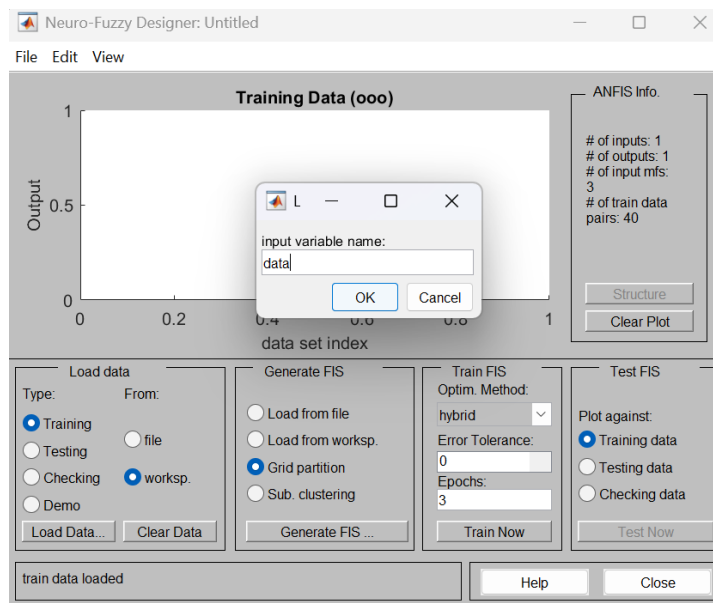 Neuro-Fuzzy Designer: Untitled
File Edit View
Training Data (ooo)
1
0.5
0
Output
0 0.2 0.4 0.6 0.8 1
data set index
L
input variable name:
data
OK Cancel
ANFIS Info.
# of inputs: 1
# of outputs: 1
# of input mfs:
3
# of train data
pairs: 40
Structure
Clear Plot
Load data
Type: From:
Training
file
Testing
Checking
worksp.
Demo
Load Data... Clear Data
Generate FIS
Load from file
Load from worksp.
Grid partition
Sub. clustering
Generate FIS ...
Train FIS
Optim. Method:
hybrid
Error Tolerance:
0
Epochs:
3
Train Now
Test FIS
Plot against:
Training data
Testing data
Checking data
Test Now
train data loaded
Help Close